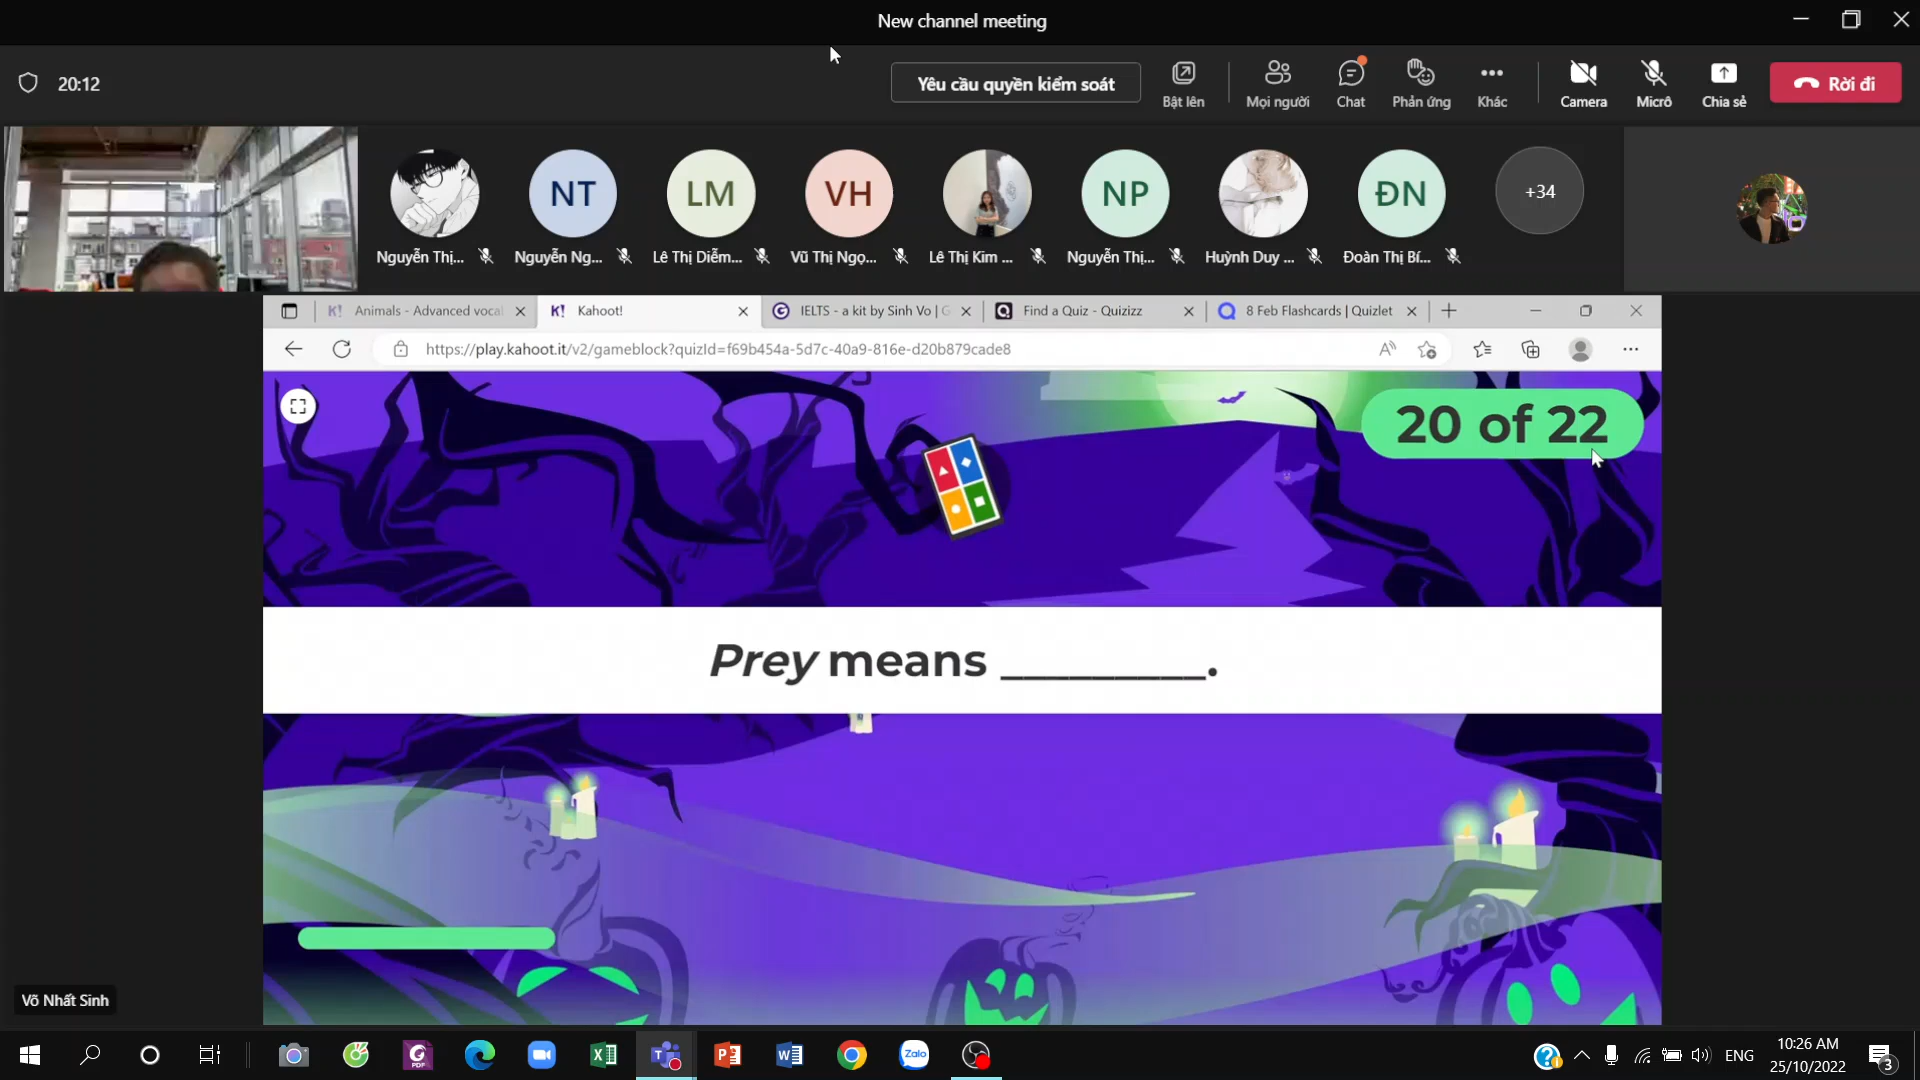 New channel meeting
20:12
Yêu cầu quyền kiểm soát
Bật lên
Mọi người
Chat
Phản ứng
Khác
Camera
Micrô
Chia sẻ
Rời đi
NT
LM
VH
NP
ĐN
+34
Nguyễn Thị...
Nguyễn Ng...
Lê Thị Diễm...
Vũ Thị Ngọ...
Lê Thị Kim ...
Nguyễn Thị...
Huỳnh Duy ...
Đoàn Thị Bí...
K! Animals - Advanced vocal
K! Kahoot!
IELTS - a kit by Sinh Vo | G
Find a Quiz - Quizizz
8 Feb Flashcards | Quizlet
https://play.kahoot.it/v2/gameblock?quizId=f69b454a-5d7c-40a9-816e-d20b879cade8
20 of 22
Prey means _________.
Võ Nhất Sinh
PDF
Zalo
ENG
10:26 AM
25/10/2022
3